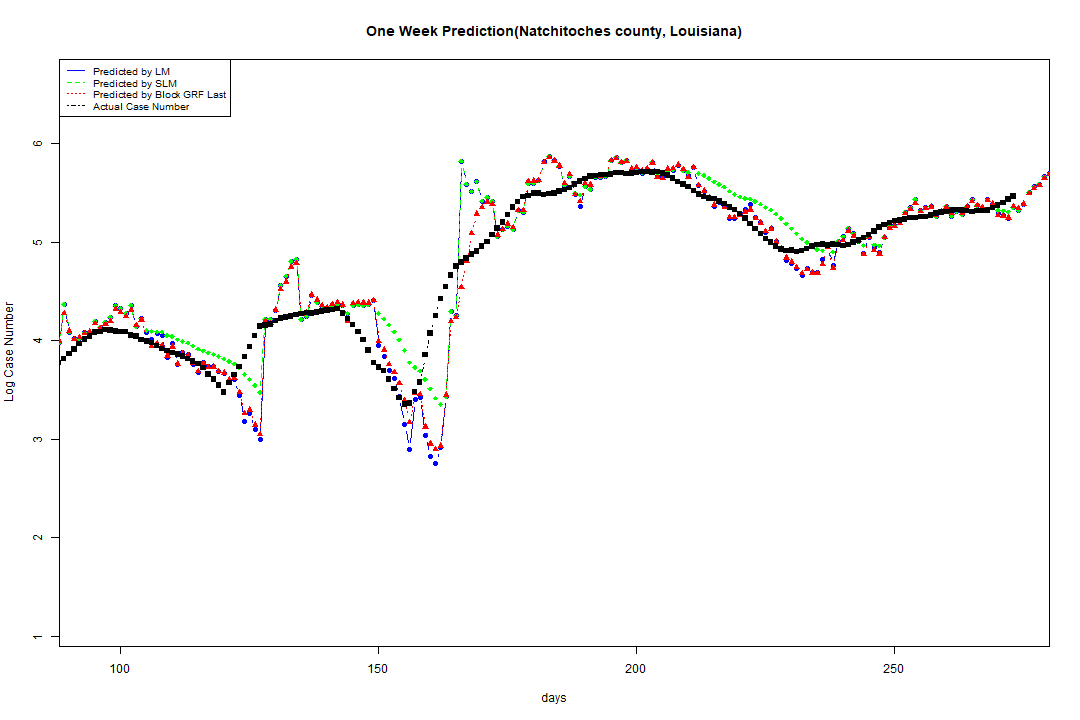 One Week Prediction(Natchitoches county, Louisiana)
Predicted by LM
Predicted by SLM
Predicted by Block GRF Last
Actual Case Number
6
5
4
3
2
1
Log Case Number
100 150 200 250
days